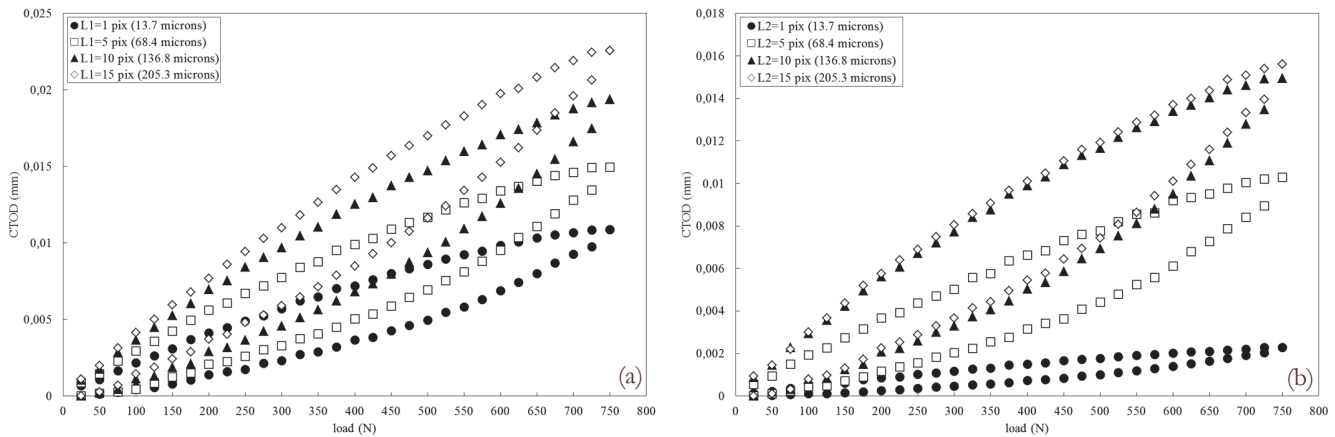 0,025
0,02
0,015
0,01
0,005
0
CTOD (mm)
L1=1 pix (13.7 microns)
L1=5 pix (68.4 microns)
L1=10 pix (136.8 microns)
L1=15 pix (205.3 microns)
(a)
0 50 100 150 200 250 300 350 400 450 500 550 600 650 700 750 800
load (N)
0,018
0,016
0,014
0,012
0,01
0,008
0,006
0,004
0,002
0
CTOD (mm)
L2=1 pix (13.7 microns)
L2=5 pix (68.4 microns)
L2=10 pix (136.8 microns)
L2=15 pix (205.3 microns)
(b)
0 50 100 150 200 250 300 350 400 450 500 550 600 650 700 750 800
load (N)